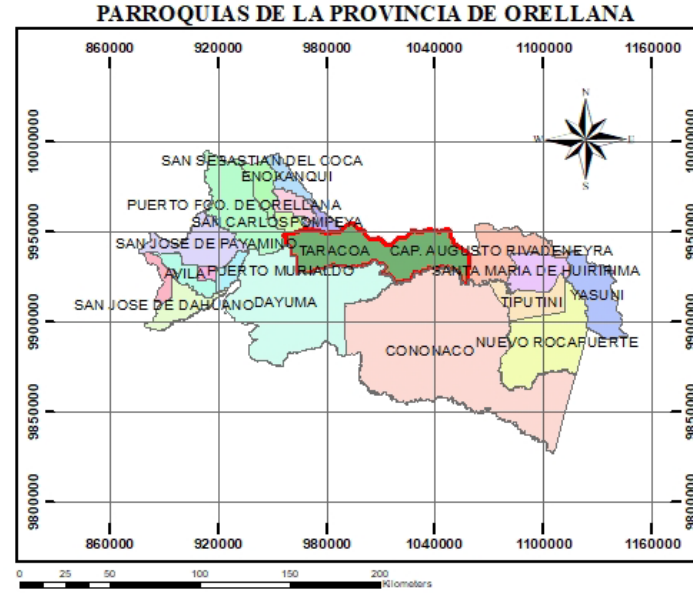 PARROQUIAS DE LA PROVINCIA DE ORELLANA
860000 920000 980000 1040000 1100000 1160000
N
W E
S
10000000 10000000
SAN SEBASTIAN DEL COCA
ENOKANQUI
PUERTO FCO. DE ORELLANA
SAN CARLOS POMPEYA
9950000 9950000
SAN JOSE DE PAYAMINO TARACOA CAP. AUGUSTO RIVADENEYRA
AVILA PUERTO MURIALDO SANTA MARIA DE HUIRIRIMA
SAN JOSE DE DAHUANO DAYUMA TIPUTINI YASUNI
9900000 9900000
CONONACO NUEVO ROCAFUERTE
9850000 9850000
9800000 9800000
860000 920000 980000 1040000 1100000 1160000
0 25 50 100 150 200
Kilometers